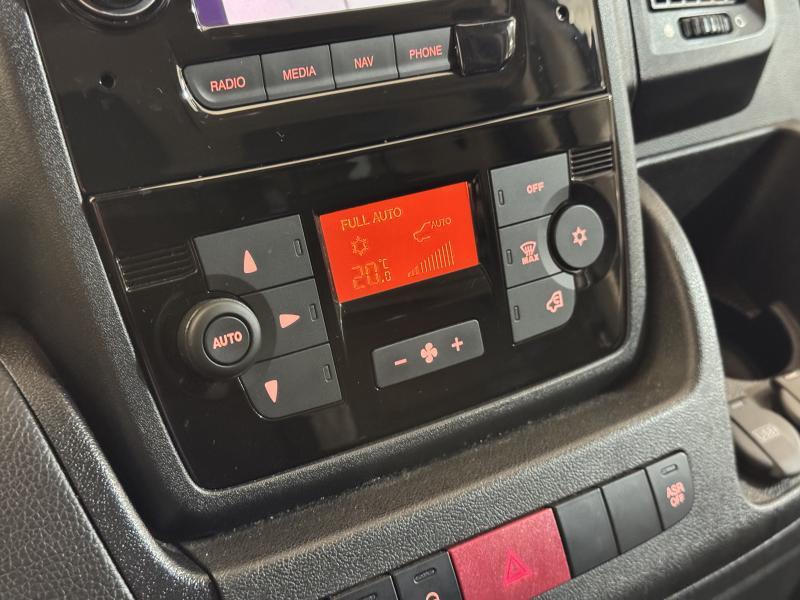 RADIO MEDIA NAV PHONE
OFF
FULL AUTO
AUTO
20.0 °C
MAX
AUTO
- +
ASR
OFF